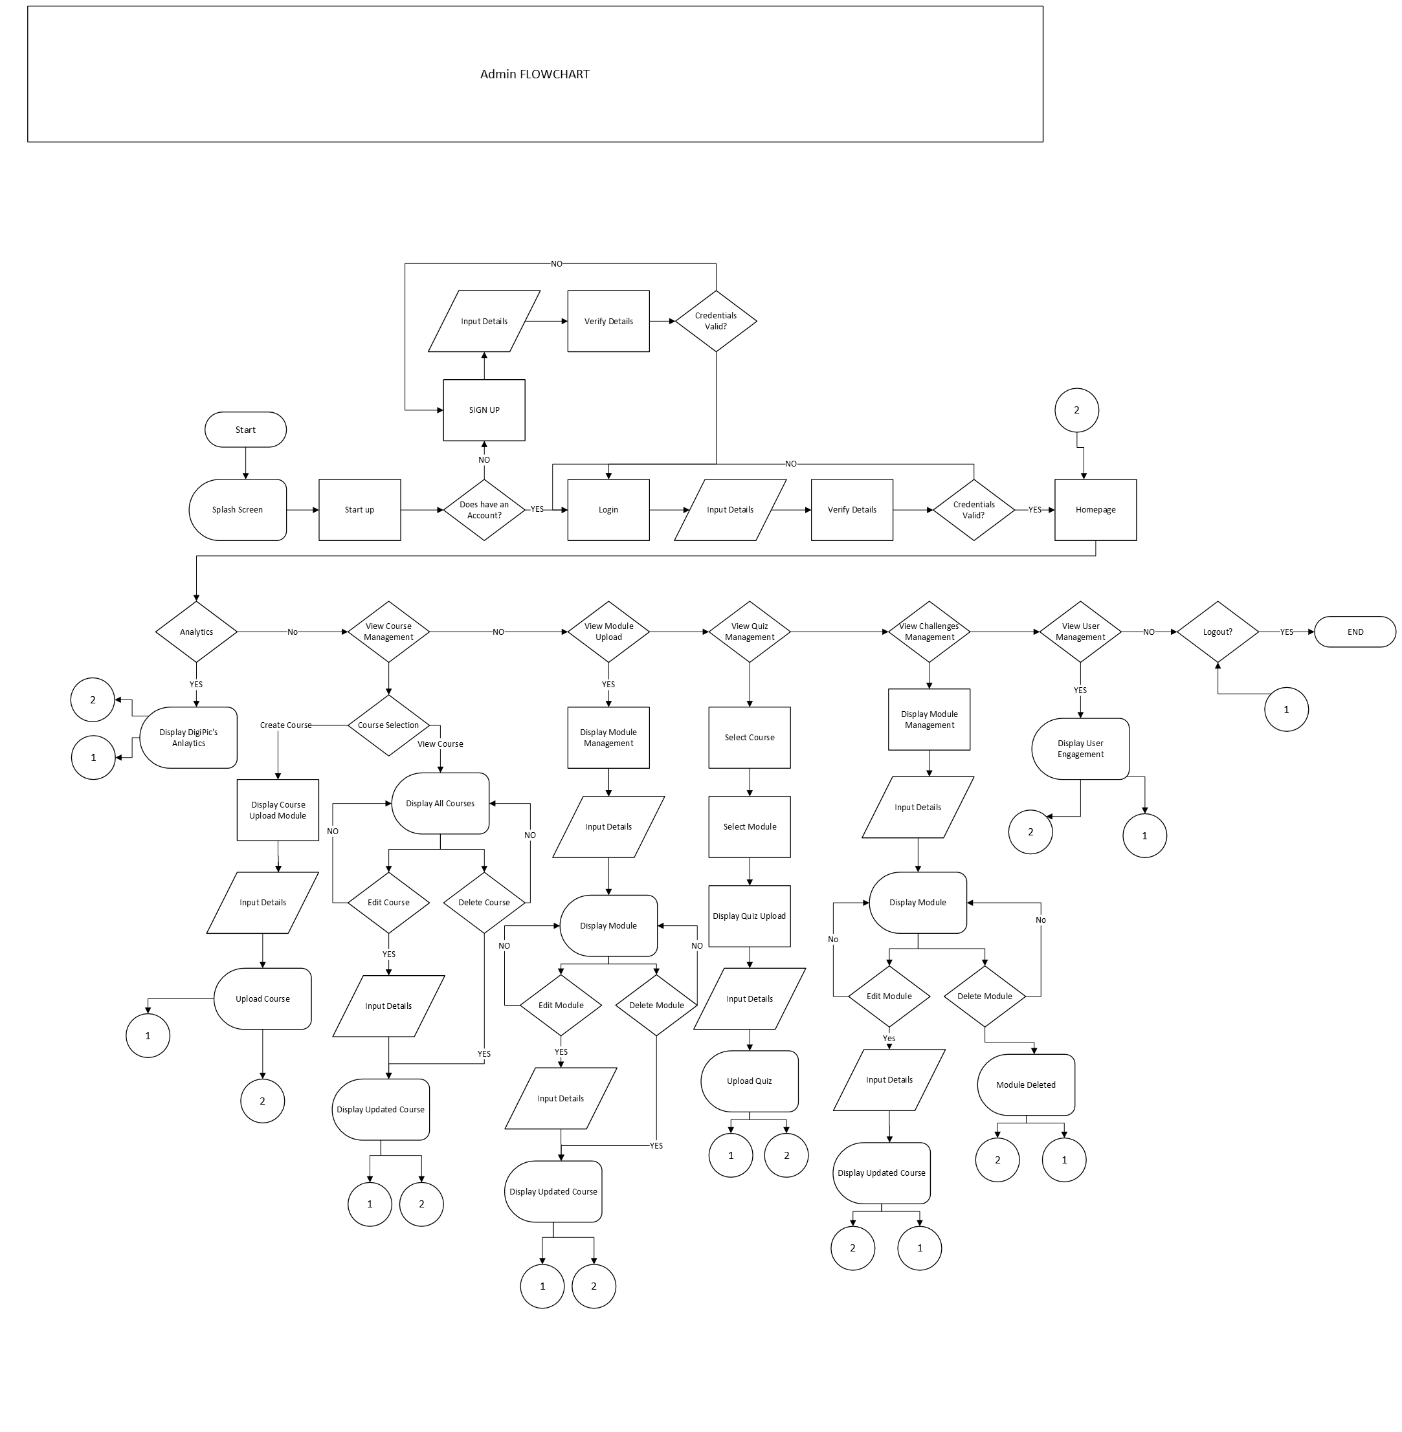 Admin FLOWCHART
NO
Input Details
Verify Details
Credentials
Valid?
SIGN UP
2
Start
NO
NO
Splash Screen
Start up
Does have an
Account?
YES
Login
Input Details
Verify Details
Credentials
Valid?
YES
Homepage
Analytics
No
View Course
Management
NO
View Module
Upload
View Quiz
Management
View Challenges
Management
View User
Management
NO
Logout?
YES
END
YES
YES
YES
2
1
Display DigiPic's
Anlaytics
1
Create Course
Course Selection
View Course
Display Module
Management
Select Course
Display Module
Management
Display User
Engagement
Display Course
Upload Module
Display All Courses
NO
NO
Input Details
Select Module
Input Details
2
1
Input Details
Edit Course
Delete Course
Display Module
NO
NO
Display Quiz Upload
Display Module
No
No
YES
Upload Course
Input Details
Edit Module
Delete Module
Input Details
Edit Module
Delete Module
1
YES
YES
Yes
2
Display Updated Course
Input Details
Upload Quiz
Input Details
Module Deleted
YES
1
2
2
1
1
2
Display Updated Course
Display Updated Course
2
1
1
2